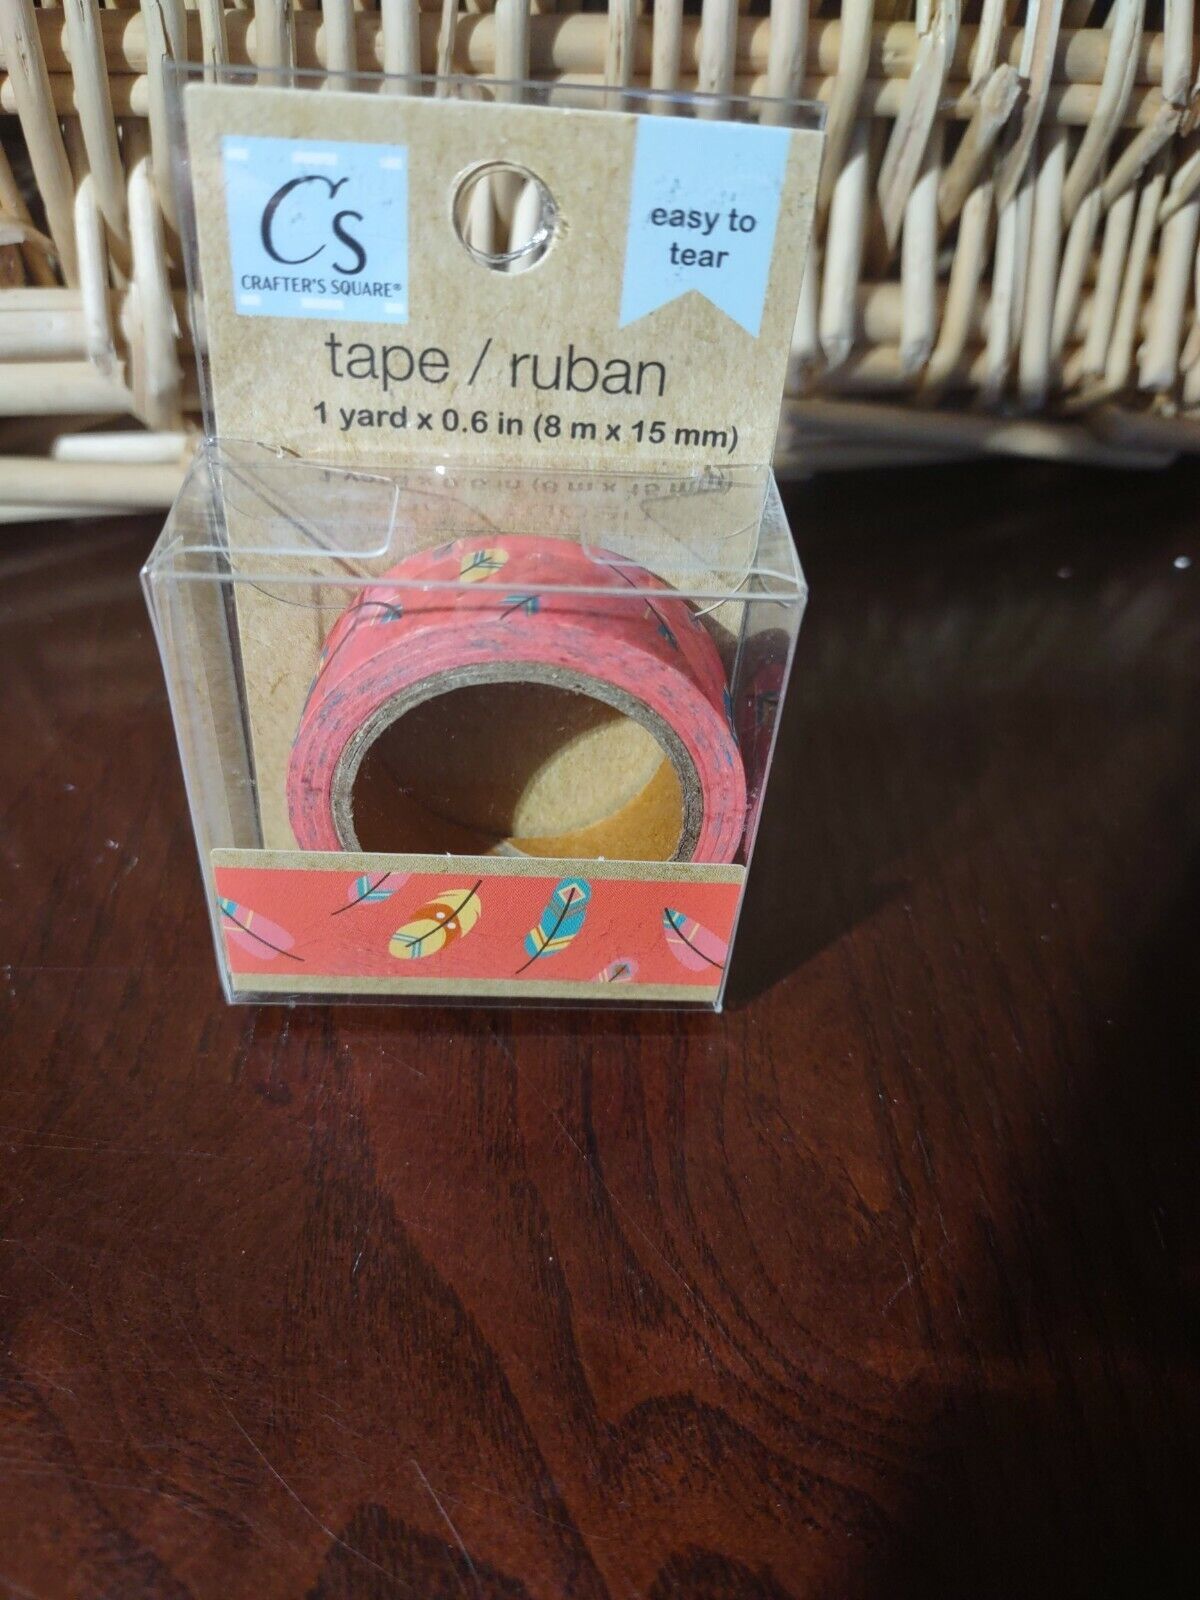 Cs
CRAFTER'S SQUARE®
easy to
tear
tape / ruban
1 yard x 0.6 in (8 m x 15 mm)